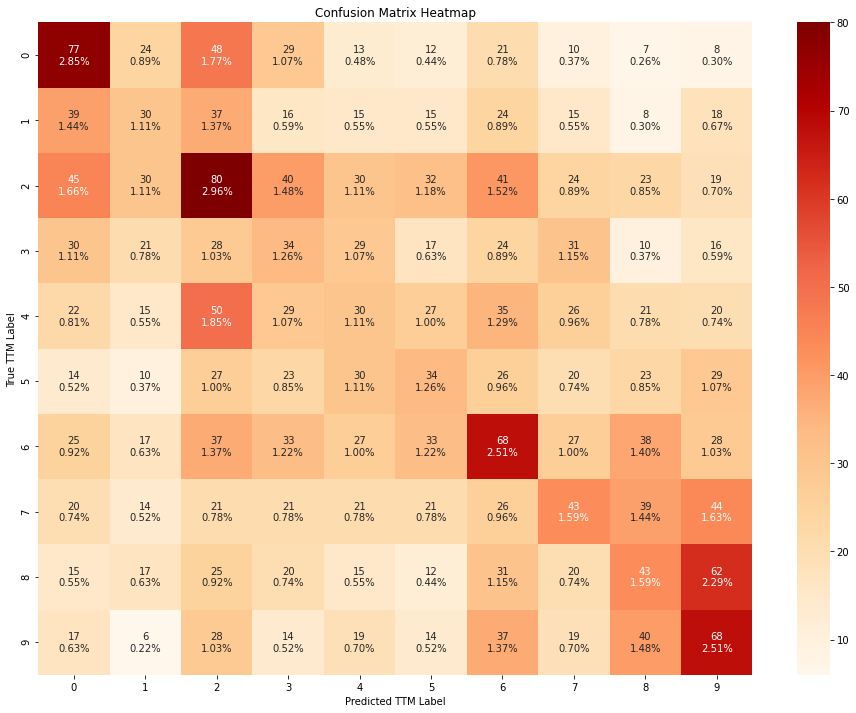 Confusion Matrix Heatmap
77 24 48 29 13 12 21 10 7 8
2.85% 0.89% 1.77% 1.07% 0.48% 0.44% 0.78% 0.37% 0.26% 0.30%
0
39 30 37 16 15 15 24 15 8 18
1.44% 1.11% 1.37% 0.59% 0.55% 0.55% 0.89% 0.55% 0.30% 0.67%
1
45 30 80 40 30 32 41 24 23 19
1.66% 1.11% 2.96% 1.48% 1.11% 1.18% 1.52% 0.89% 0.85% 0.70%
2
30 21 28 34 29 17 24 31 10 16
1.11% 0.78% 1.03% 1.26% 1.07% 0.63% 0.89% 1.15% 0.37% 0.59%
3
22 15 50 29 30 27 35 26 21 20
0.81% 0.55% 1.85% 1.07% 1.11% 1.00% 1.29% 0.96% 0.78% 0.74%
4
True TTM Label
14 10 27 23 30 34 26 20 23 29
0.52% 0.37% 1.00% 0.85% 1.11% 1.26% 0.96% 0.74% 0.85% 1.07%
5
25 17 37 33 27 33 68 27 38 28
0.92% 0.63% 1.37% 1.22% 1.00% 1.22% 2.51% 1.00% 1.40% 1.03%
6
20 14 21 21 21 21 26 43 39 44
0.74% 0.52% 0.78% 0.78% 0.78% 0.78% 0.96% 1.59% 1.44% 1.63%
7
15 17 25 20 15 12 31 20 43 62
0.55% 0.63% 0.92% 0.74% 0.55% 0.44% 1.15% 0.74% 1.59% 2.29%
8
17 6 28 14 19 14 37 19 40 68
0.63% 0.22% 1.03% 0.52% 0.70% 0.52% 1.37% 0.70% 1.48% 2.51%
9
0 1 2 3 4 5 6 7 8 9
Predicted TTM Label
80
70
60
50
40
30
20
10